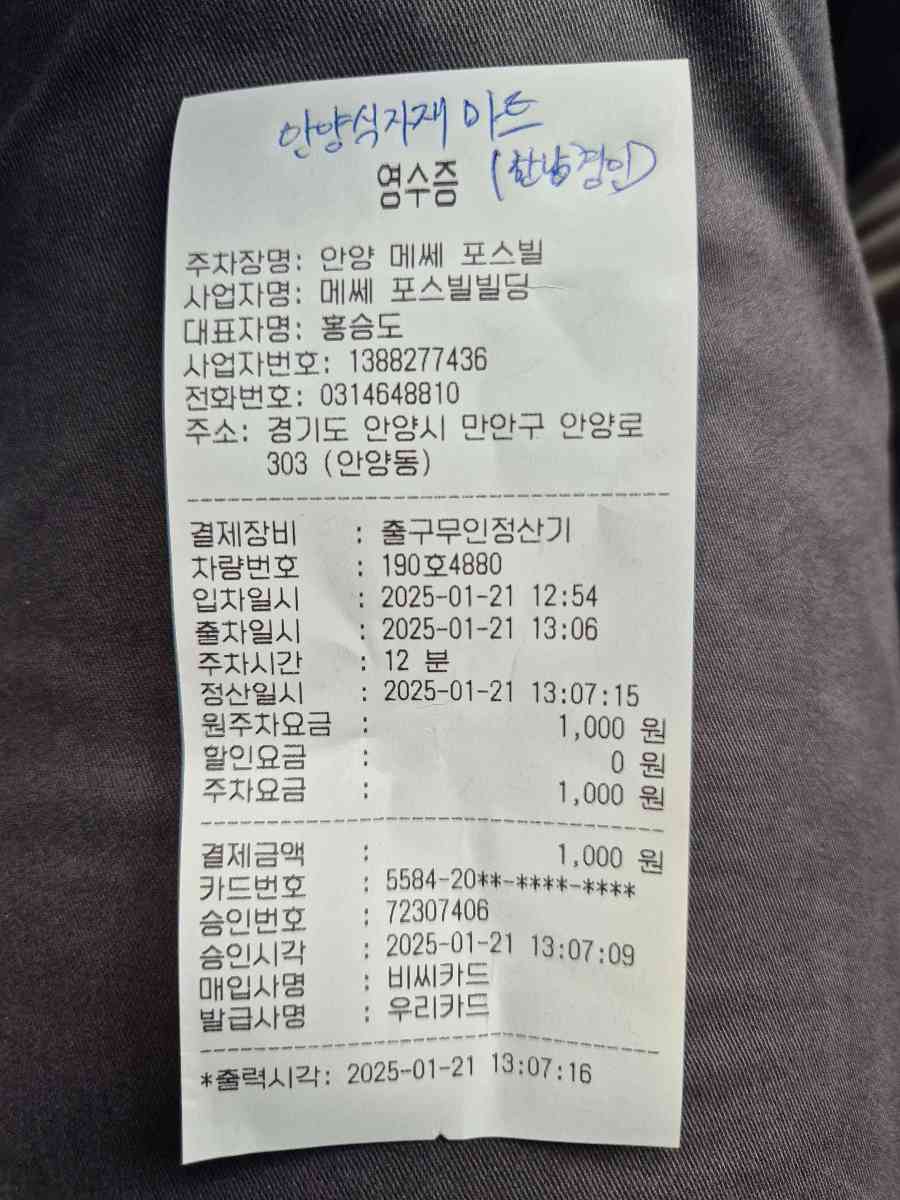 안양식자재 마트
(한남경인)
영수증
주차장명: 안양 메쎄 포스빌
사업자명: 메쎄 포스빌빌딩
대표자명: 홍승도
사업자번호: 1388277436
전화번호: 0314648810
주소: 경기도 안양시 만안구 안양로
303 (안양동)
결제장비 : 출구무인정산기
차량번호 : 190호4880
입차일시 : 2025-01-21 12:54
출차일시 : 2025-01-21 13:06
주차시간 : 12 분
정산일시 : 2025-01-21 13:07:15
원주차요금 : 1,000 원
할인요금 : 0 원
주차요금 : 1,000 원
결제금액 : 1,000 원
카드번호 : 5584-20**-****-****
승인번호 : 72307406
승인시각 : 2025-01-21 13:07:09
매입사명 : 비씨카드
발급사명 : 우리카드
*출력시각: 2025-01-21 13:07:16